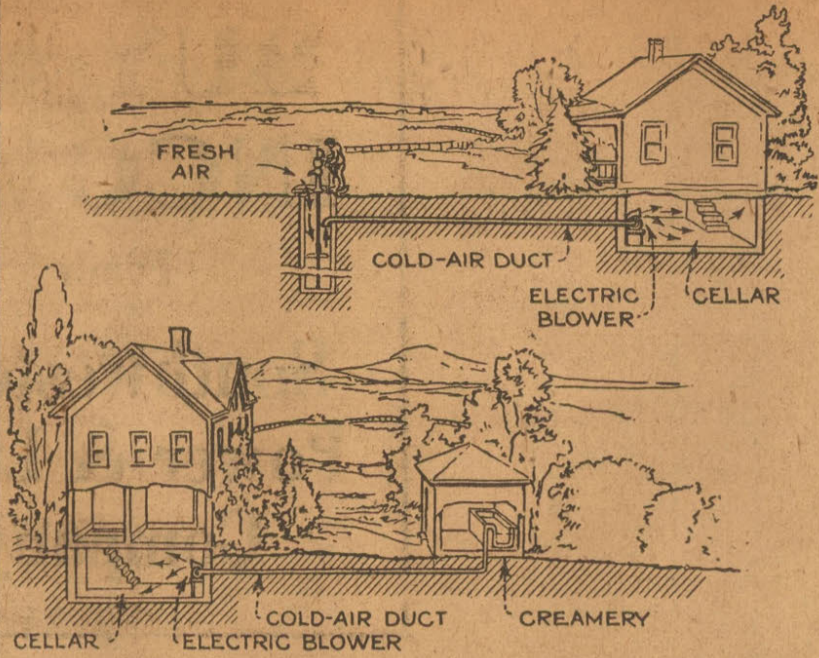 FRESH
AIR
COLD-AIR DUCT
ELECTRIC
BLOWER
CELLAR
COLD-AIR DUCT
CREAMERY
CELLAR
ELECTRIC BLOWER